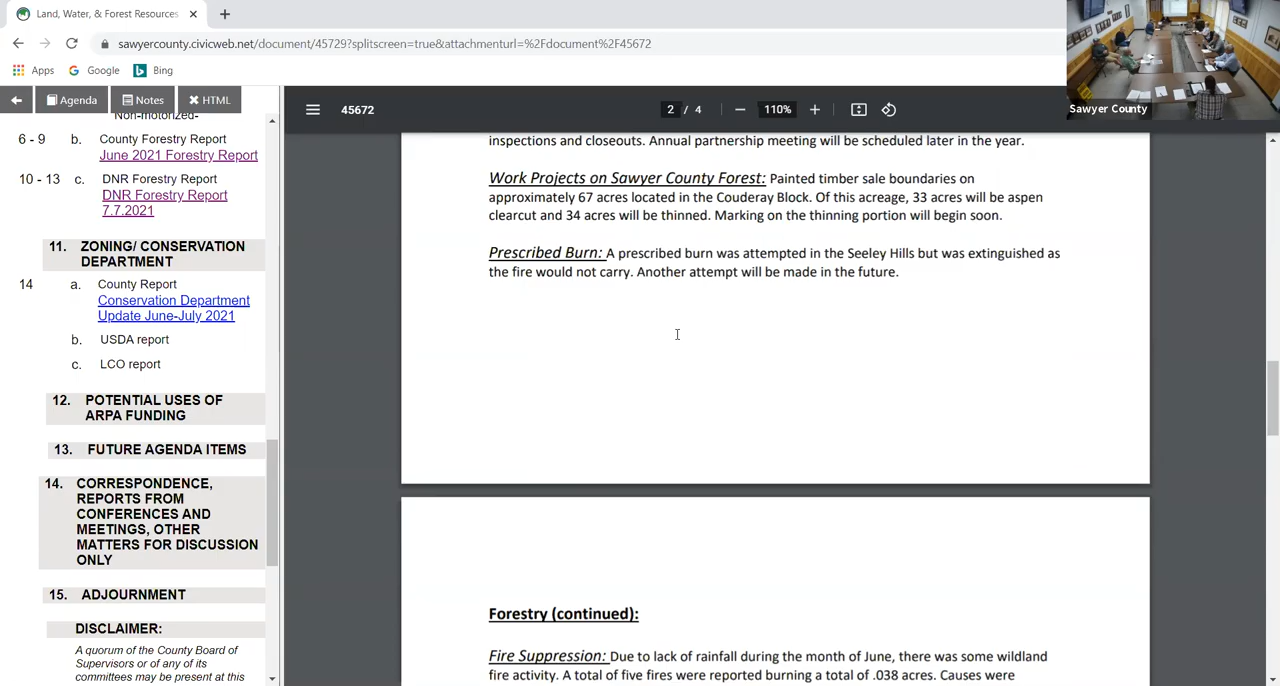 Land, Water, & Forest Resources
sawyercounty.civicweb.net/document/45729?splitscreen=true&attachmenturl=%2Fdocument%2F45672
Apps
Google
Bing
Agenda
Notes
HTML
45672
2 / 4
110%
Sawyer County
Non-motorized-
6 - 9 b. County Forestry Report
June 2021 Forestry Report
10 - 13 c. DNR Forestry Report
DNR Forestry Report
7.7.2021
11. ZONING/ CONSERVATION
DEPARTMENT
14 a. County Report
Conservation Department
Update June-July 2021
b. USDA report
c. LCO report
12. POTENTIAL USES OF
ARPA FUNDING
13. FUTURE AGENDA ITEMS
14. CORRESPONDENCE,
REPORTS FROM
CONFERENCES AND
MEETINGS, OTHER
MATTERS FOR DISCUSSION
ONLY
15. ADJOURNMENT
DISCLAIMER:
A quorum of the County Board of
Supervisors or of any of its
committees may be present at this
inspections and closeouts. Annual partnership meeting will be scheduled later in the year.
Work Projects on Sawyer County Forest: Painted timber sale boundaries on
approximately 67 acres located in the Couderay Block. Of this acreage, 33 acres will be aspen
clearcut and 34 acres will be thinned. Marking on the thinning portion will begin soon.
Prescribed Burn: A prescribed burn was attempted in the Seeley Hills but was extinguished as
the fire would not carry. Another attempt will be made in the future.
Forestry (continued):
Fire Suppression: Due to lack of rainfall during the month of June, there was some wildland
fire activity. A total of five fires were reported burning a total of .038 acres. Causes were